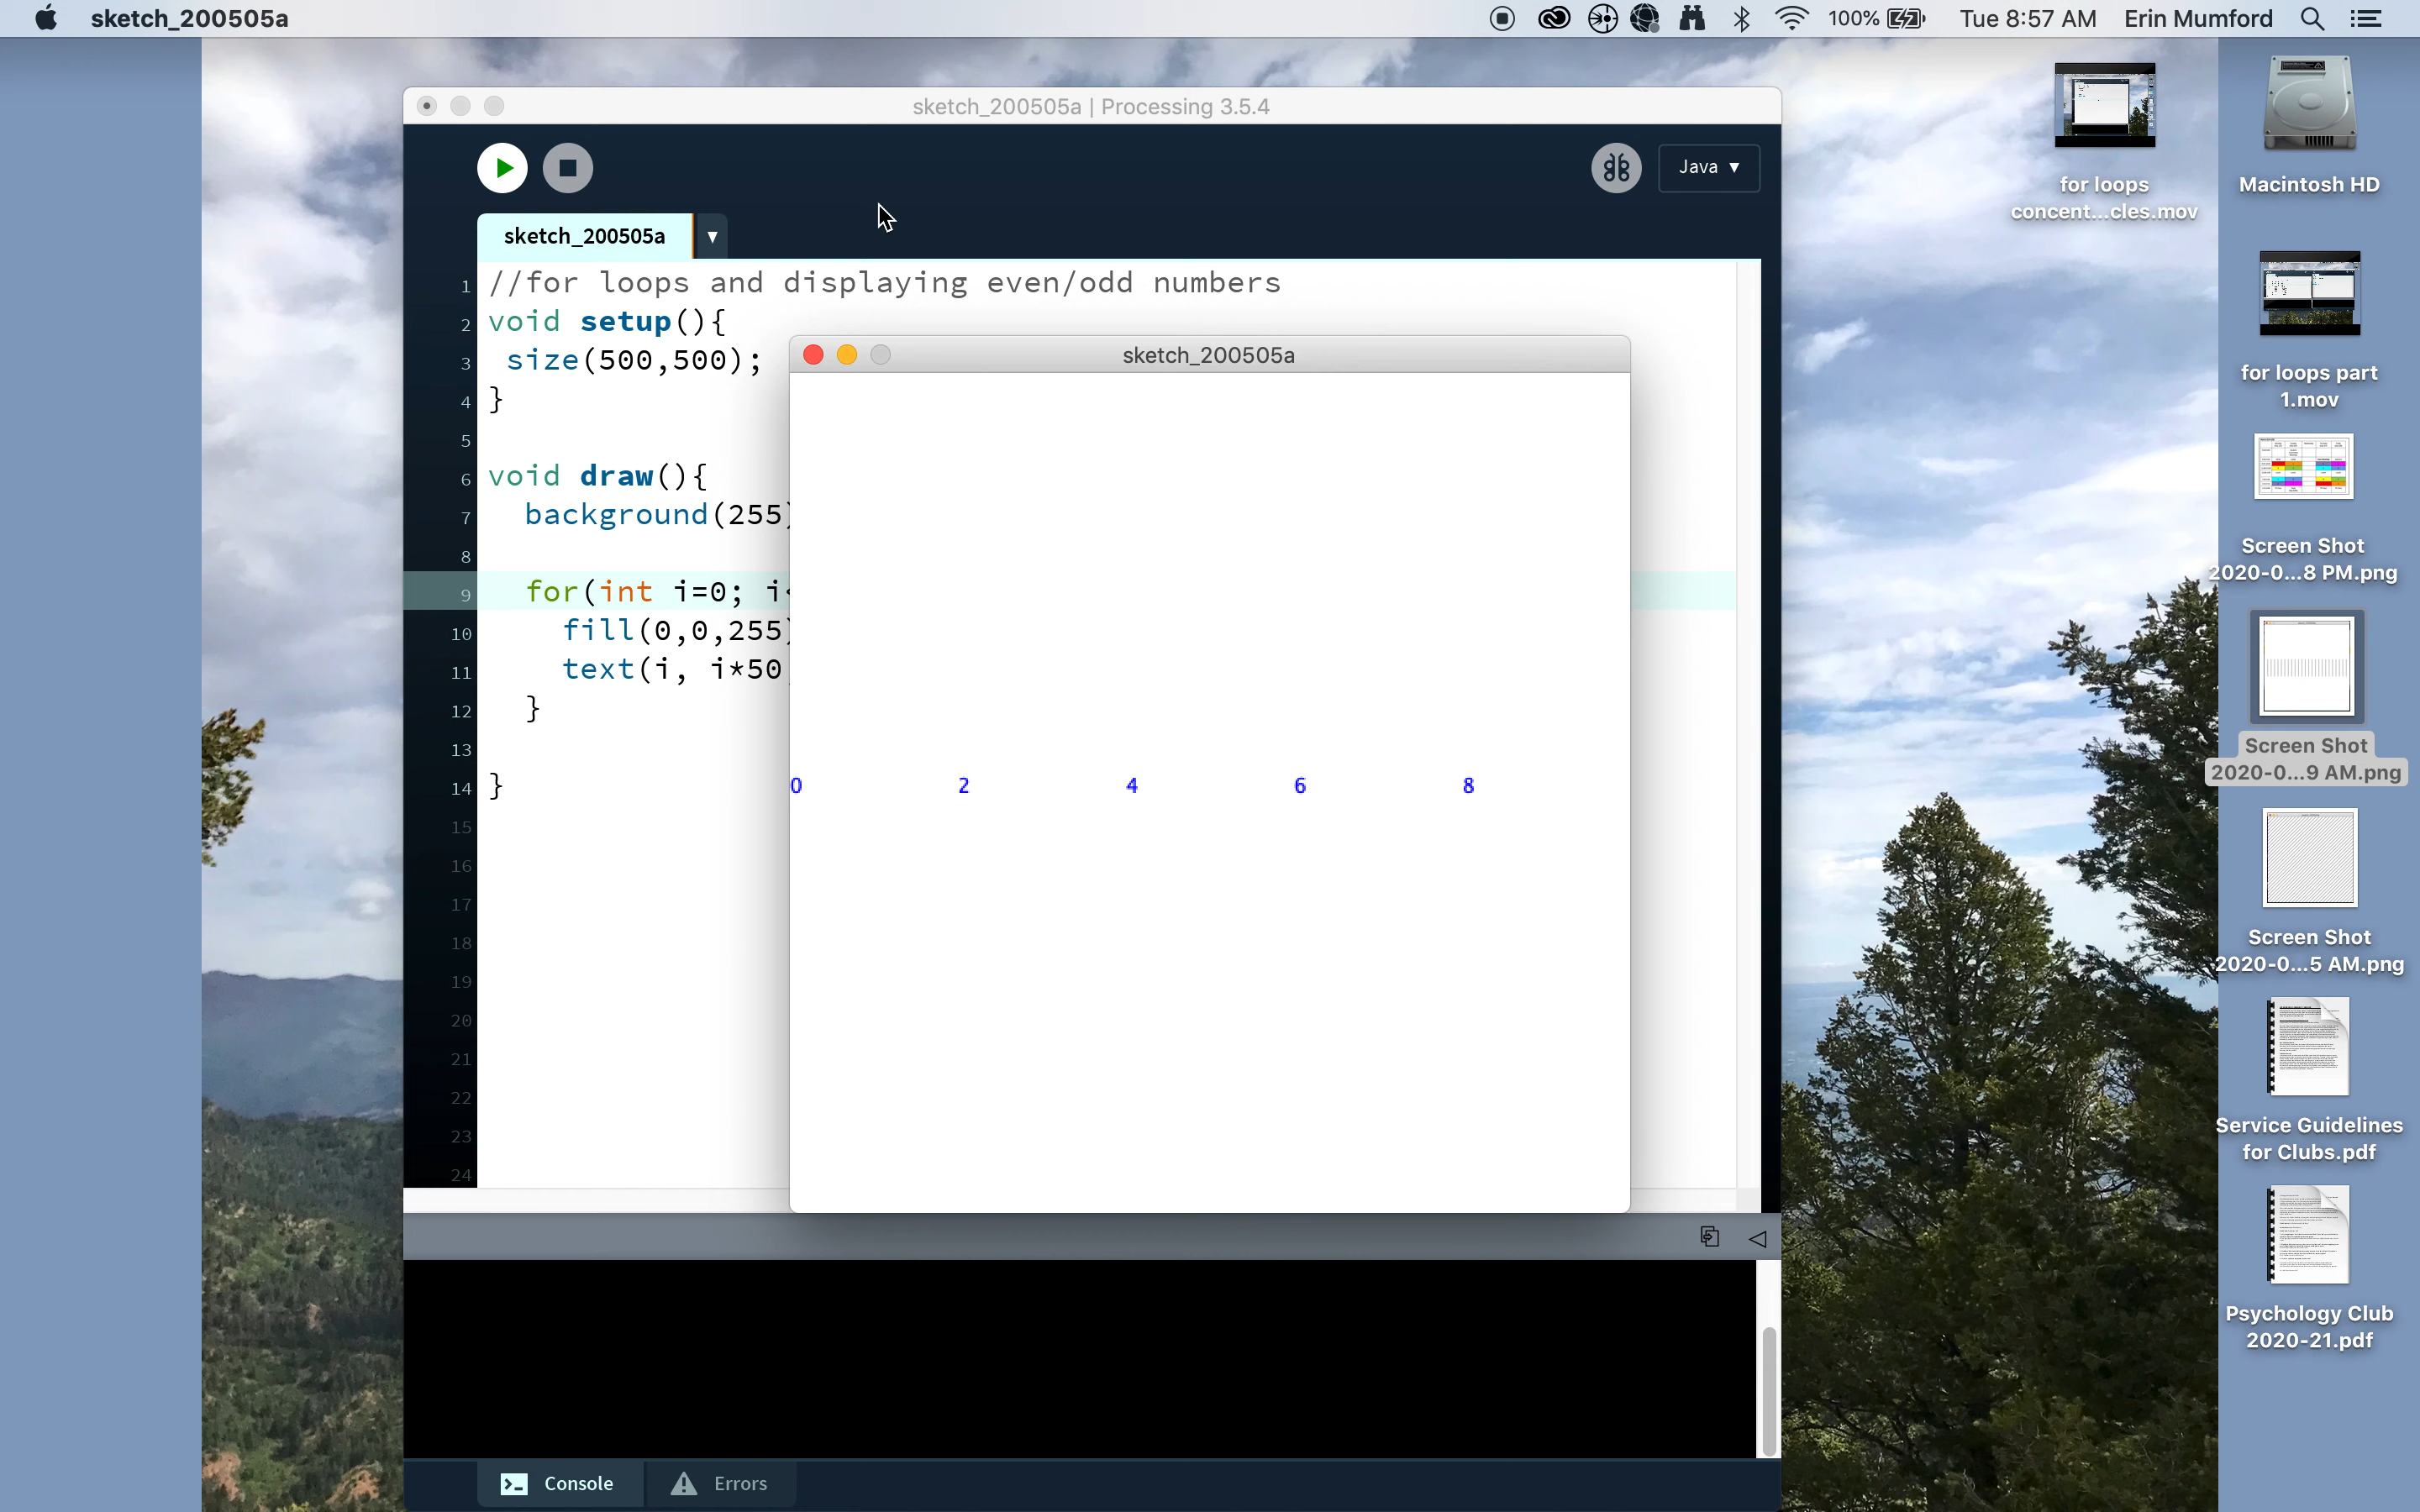 sketch_200505a
100%
Tue 8:57 AM
Erin Mumford
sketch_200505a | Processing 3.5.4
Java ▼
sketch_200505a
▼
1 //for loops and displaying even/odd numbers
2 void setup(){
3 size(500,500);
4 }
5
6 void draw(){
7 background(255)
8
9 for(int i=0; i<
10 fill(0,0,255)
11 text(i, i*50
12 }
13
14 }
15
16
17
18
19
20
21
22
23
24
sketch_200505a
0 2 4 6 8
Console
Errors
for loops
concent...cles.mov
Macintosh HD
for loops part
1.mov
Screen Shot
2020-0...8 PM.png
Screen Shot
2020-0...9 AM.png
Screen Shot
2020-0...5 AM.png
Service Guidelines
for Clubs.pdf
Psychology Club
2020-21.pdf